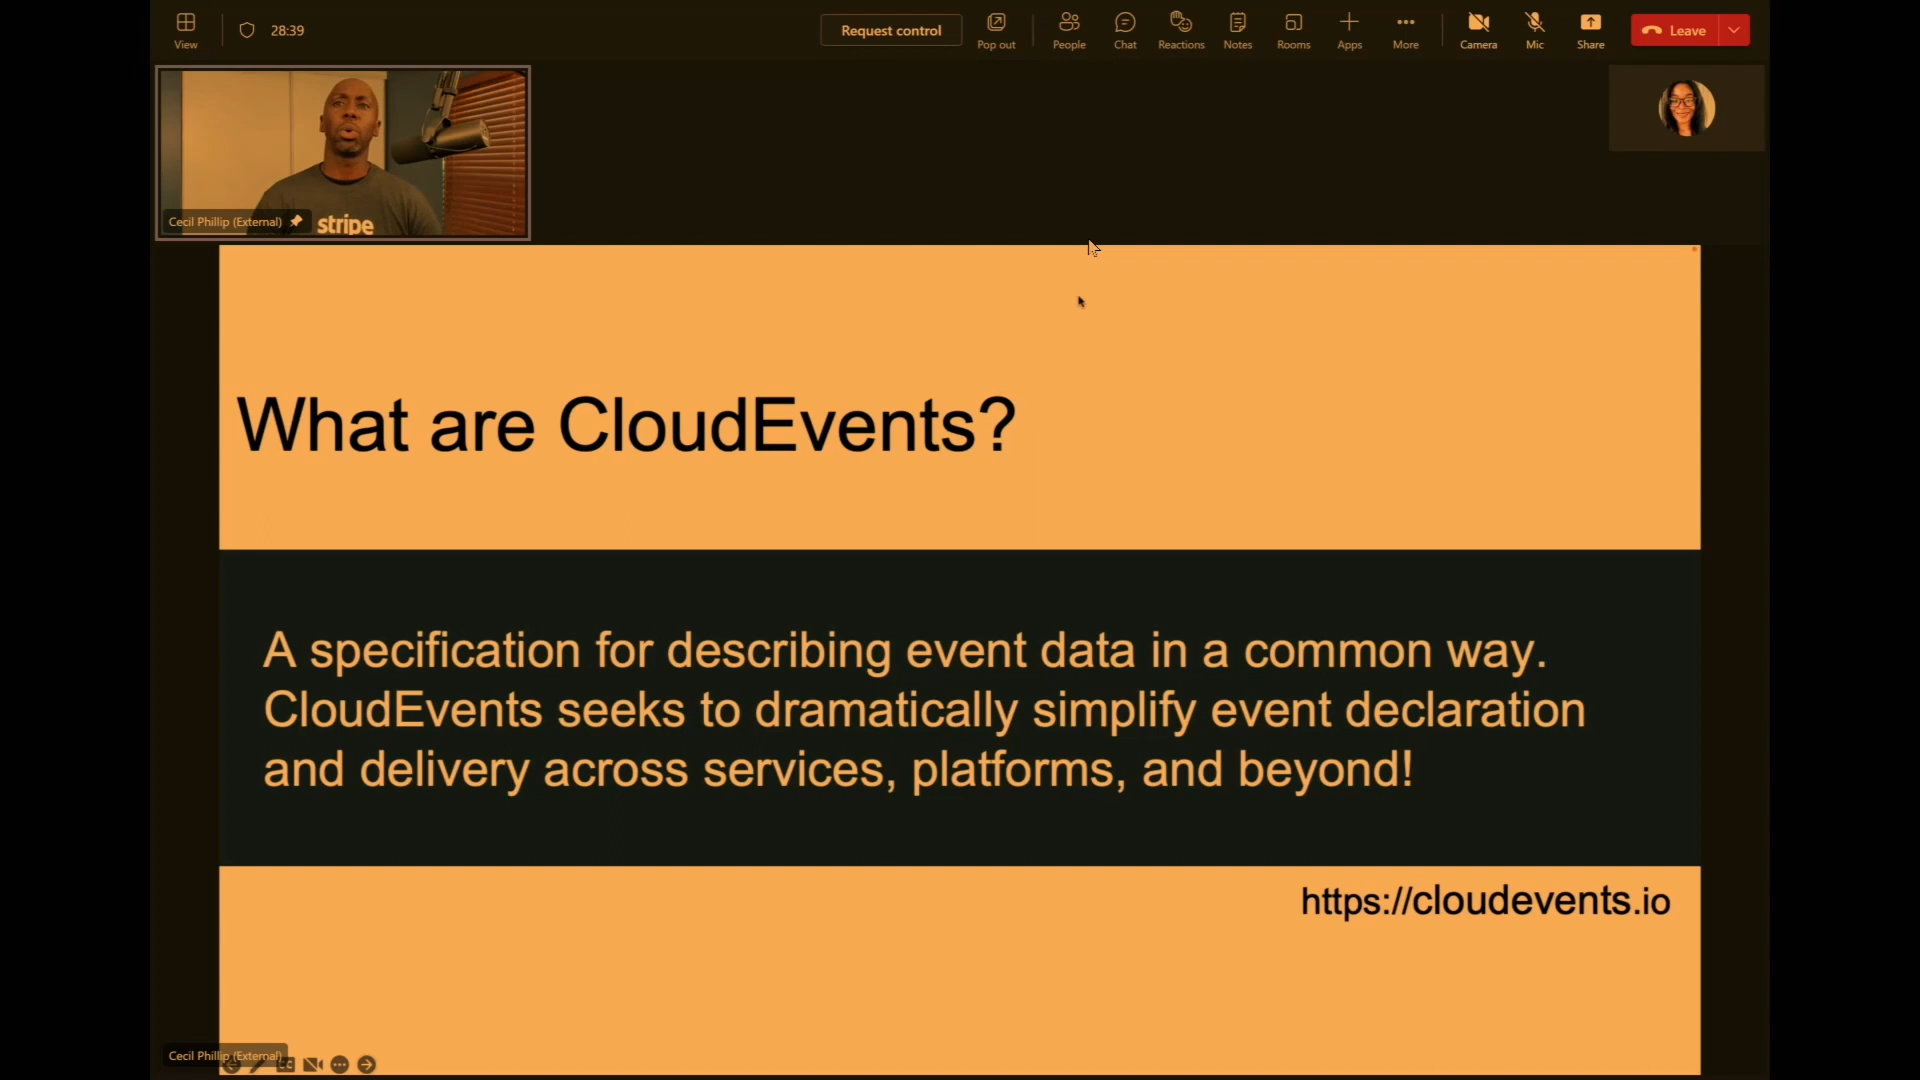 View
28:39
Request control
Pop out
People
Chat
Reactions
Notes
Rooms
Apps
More
Camera
Mic
Share
Leave
stripe
Cecil Phillip (External)
What are CloudEvents?
A specification for describing event data in a common way.
CloudEvents seeks to dramatically simplify event declaration
and delivery across services, platforms, and beyond!
https://cloudevents.io
Cecil Phillip (External)
CC